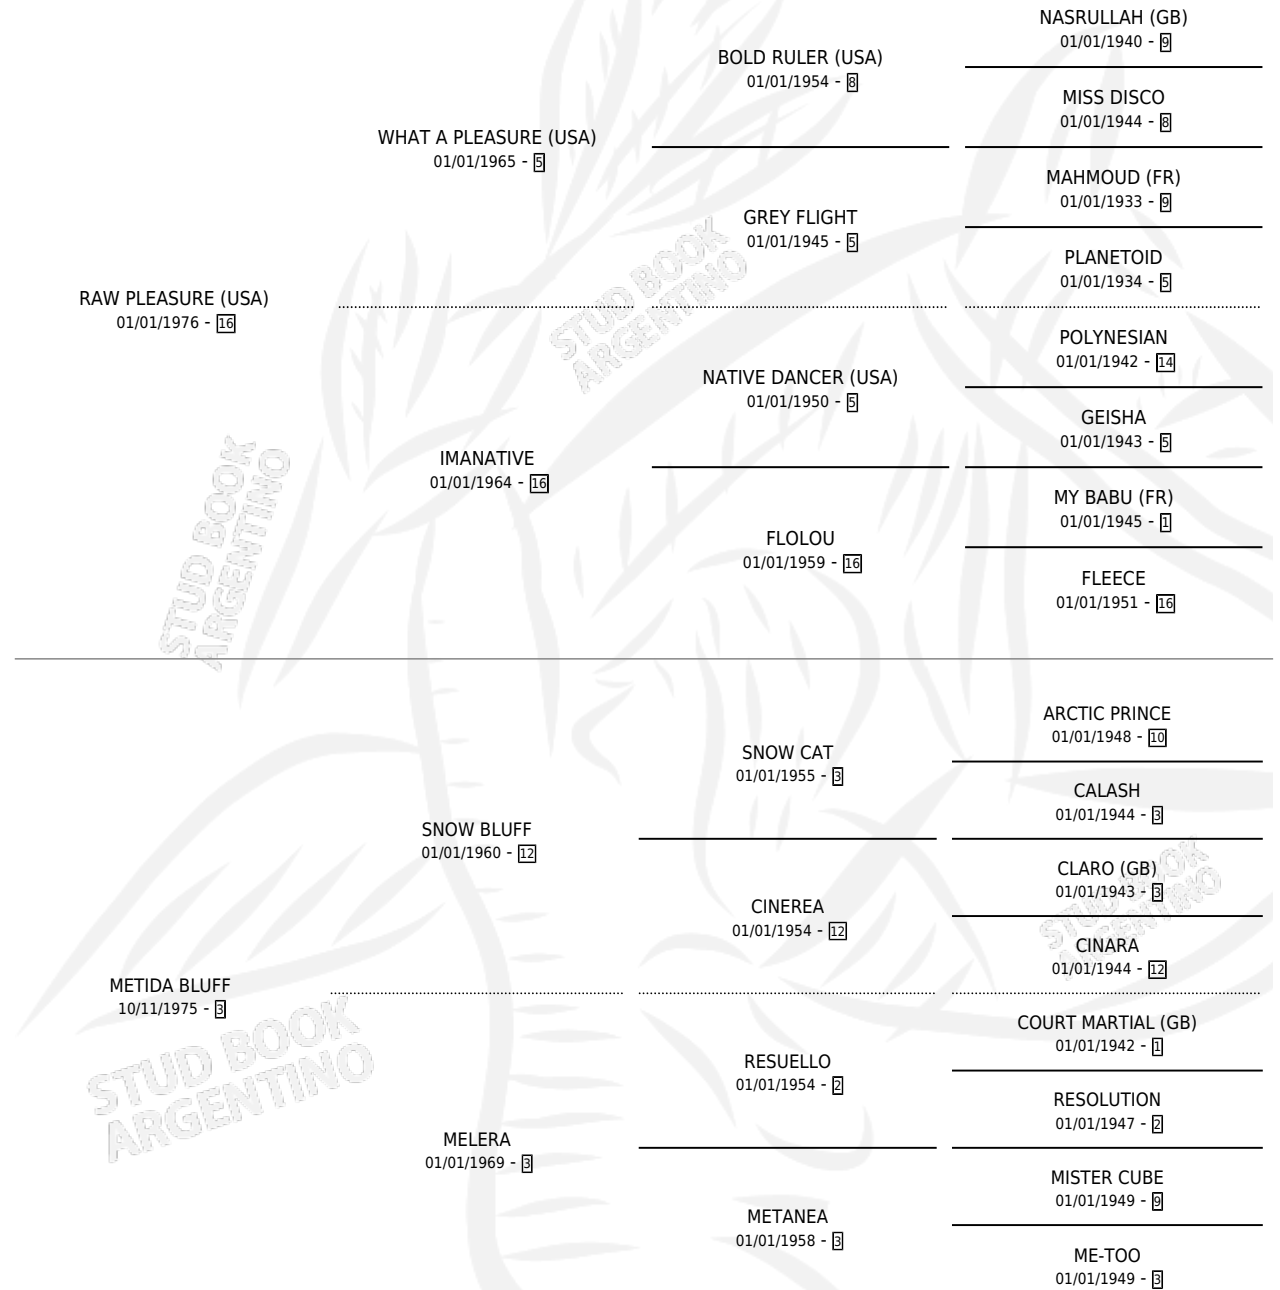 NASRULLAH (GB)
01/01/1940 - 9
BOLD RULER (USA)
01/01/1954 - 8
MISS DISCO
01/01/1944 - 8
WHAT A PLEASURE (USA)
01/01/1965 - 5
MAHMOUD (FR)
01/01/1933 - 9
GREY FLIGHT
01/01/1945 - 5
PLANETOID
01/01/1934 - 5
RAW PLEASURE (USA)
01/01/1976 - 16
POLYNESIAN
01/01/1942 - 14
NATIVE DANCER (USA)
01/01/1950 - 5
GEISHA
01/01/1943 - 5
IMANATIVE
01/01/1964 - 16
MY BABU (FR)
01/01/1945 - 1
FLOLOU
01/01/1959 - 16
FLEECE
01/01/1951 - 16
STUD BOOK
ARGENTINO
STUD BOOK
ARGENTINO
ARCTIC PRINCE
01/01/1948 - 10
SNOW CAT
01/01/1955 - 3
CALASH
01/01/1944 - 3
SNOW BLUFF
01/01/1960 - 12
CLARO (GB)
01/01/1943 - 3
CINEREA
01/01/1954 - 12
CINARA
01/01/1944 - 12
METIDA BLUFF
10/11/1975 - 3
COURT MARTIAL (GB)
01/01/1942 - 1
RESUELLO
01/01/1954 - 2
RESOLUTION
01/01/1947 - 2
MELERA
01/01/1969 - 3
MISTER CUBE
01/01/1949 - 9
METANEA
01/01/1958 - 3
ME-TOO
01/01/1949 - 3
STUD BOOK
ARGENTINO
STUD BOOK
ARGENTINO